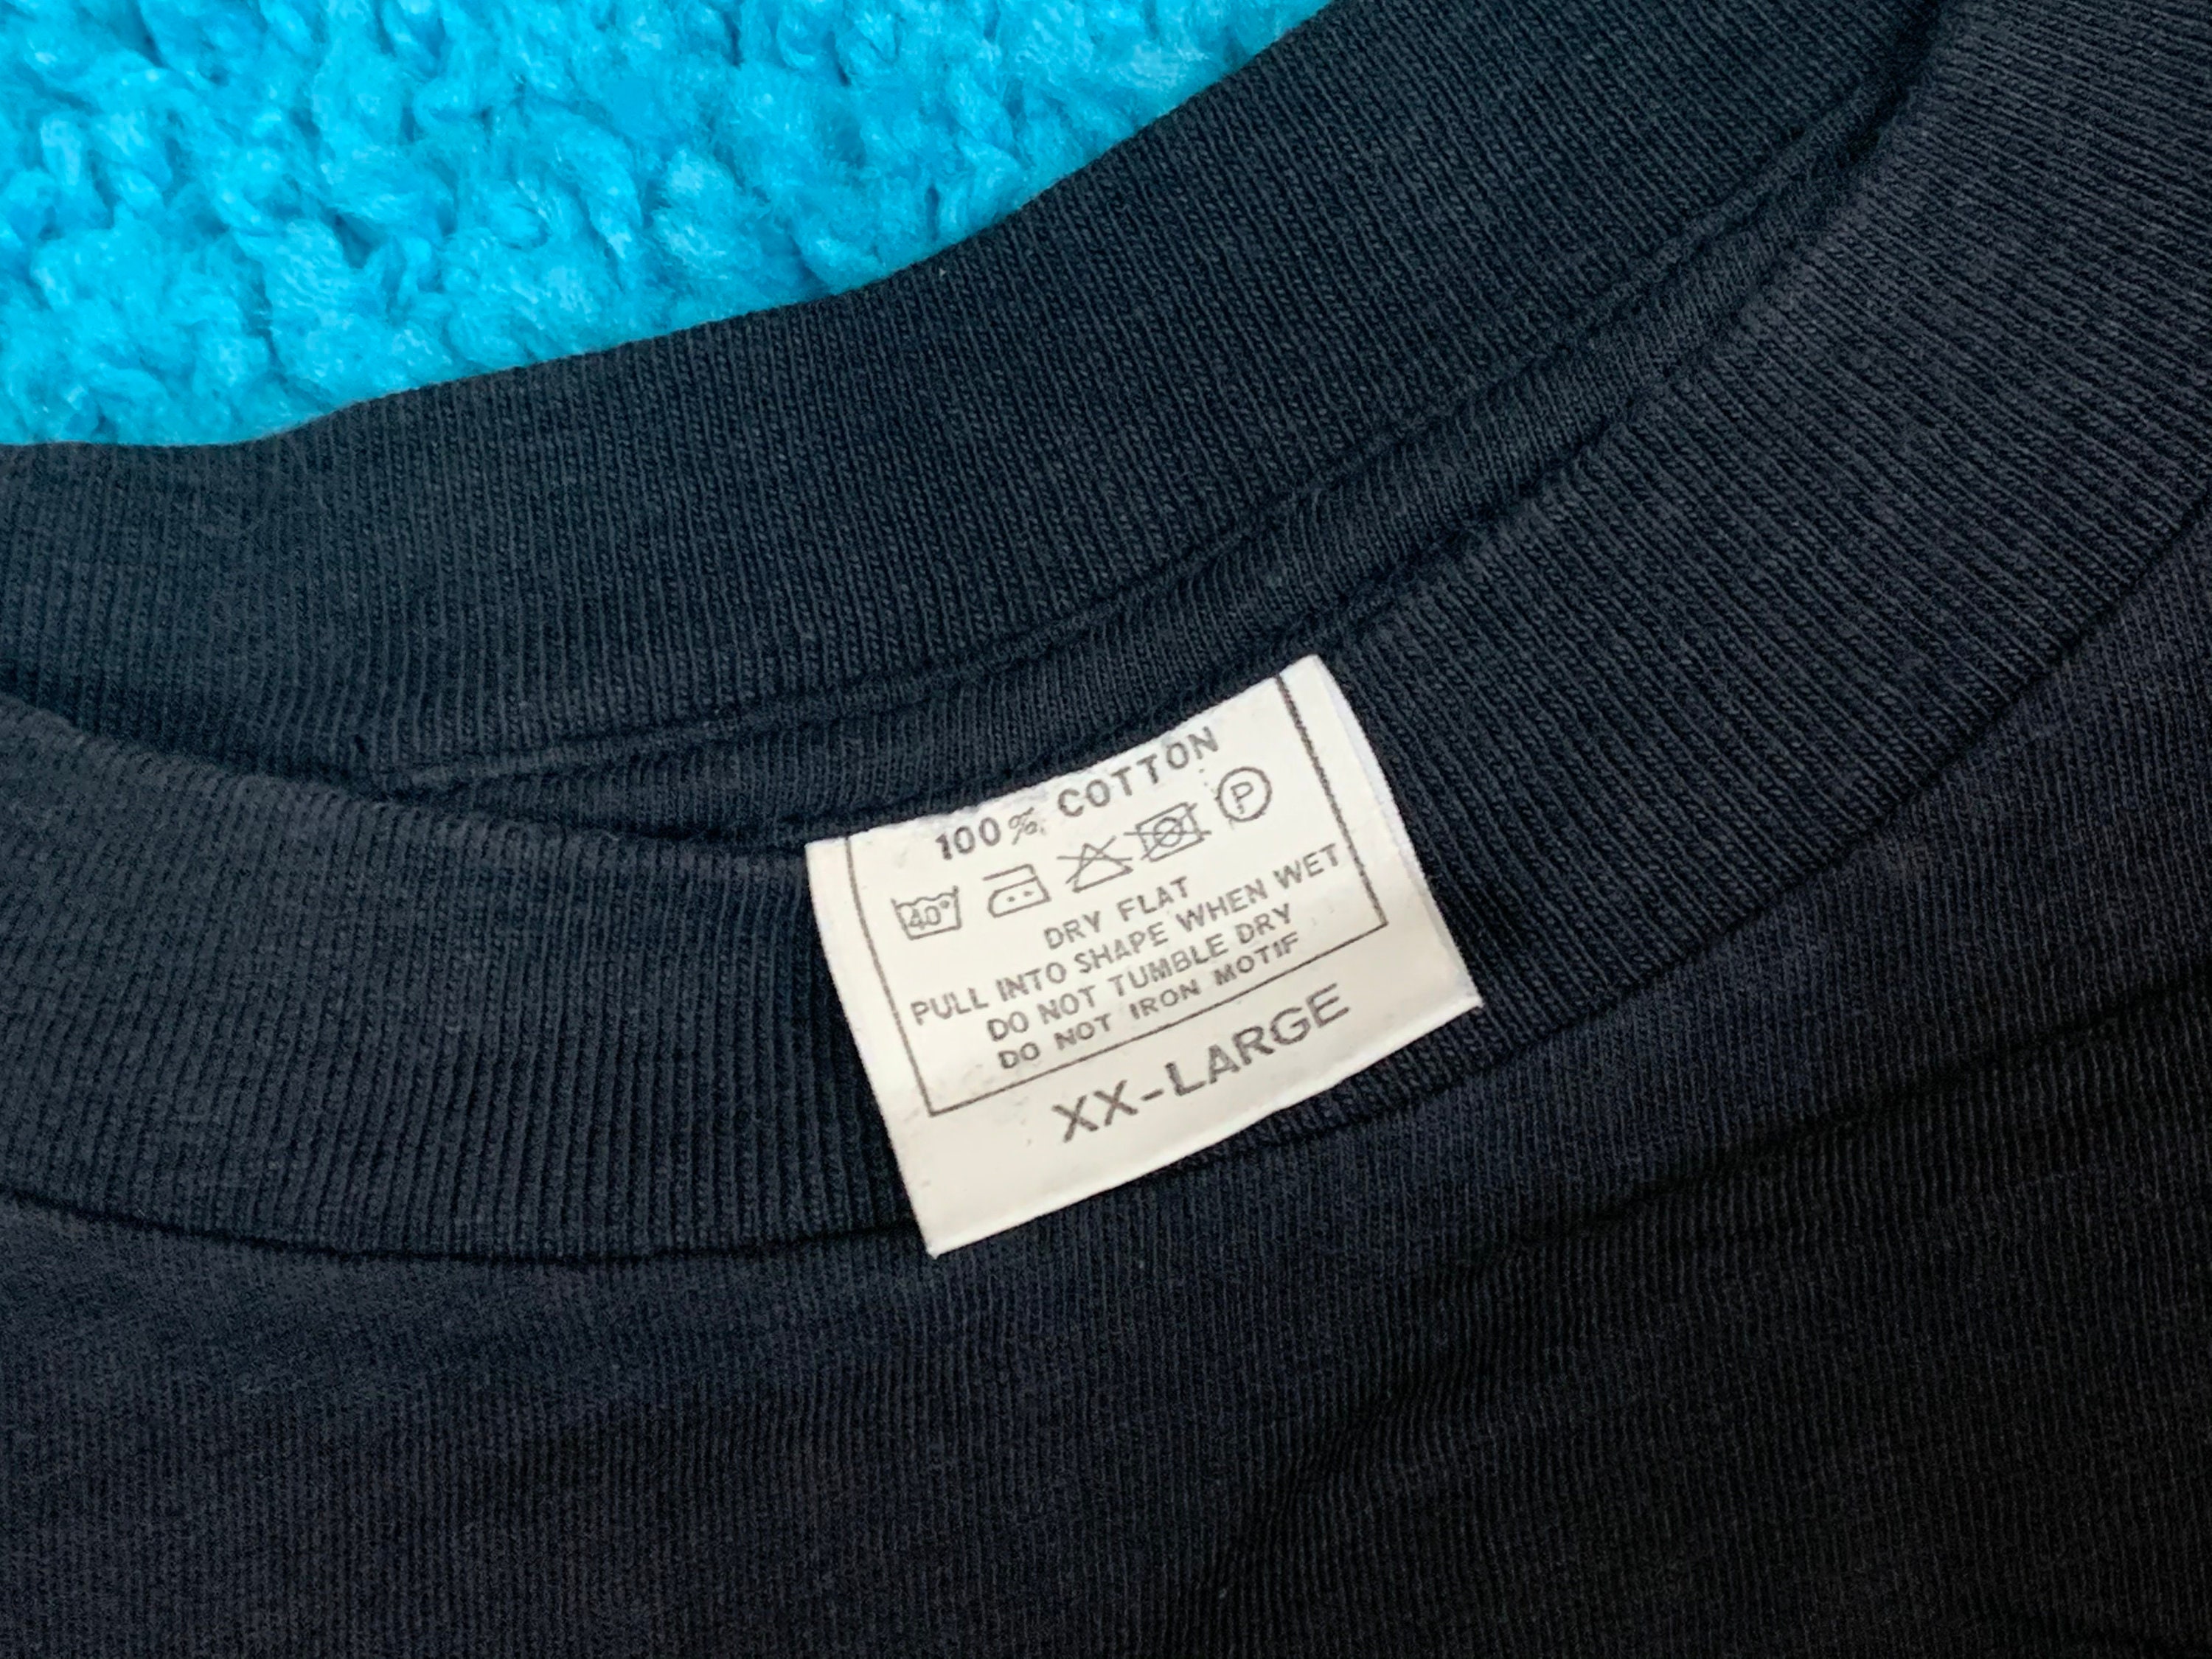 100% COTTON
40° P
DRY FLAT
PULL INTO SHAPE WHEN WET
DO NOT TUMBLE DRY
DO NOT IRON MOTIF
XX-LARGE